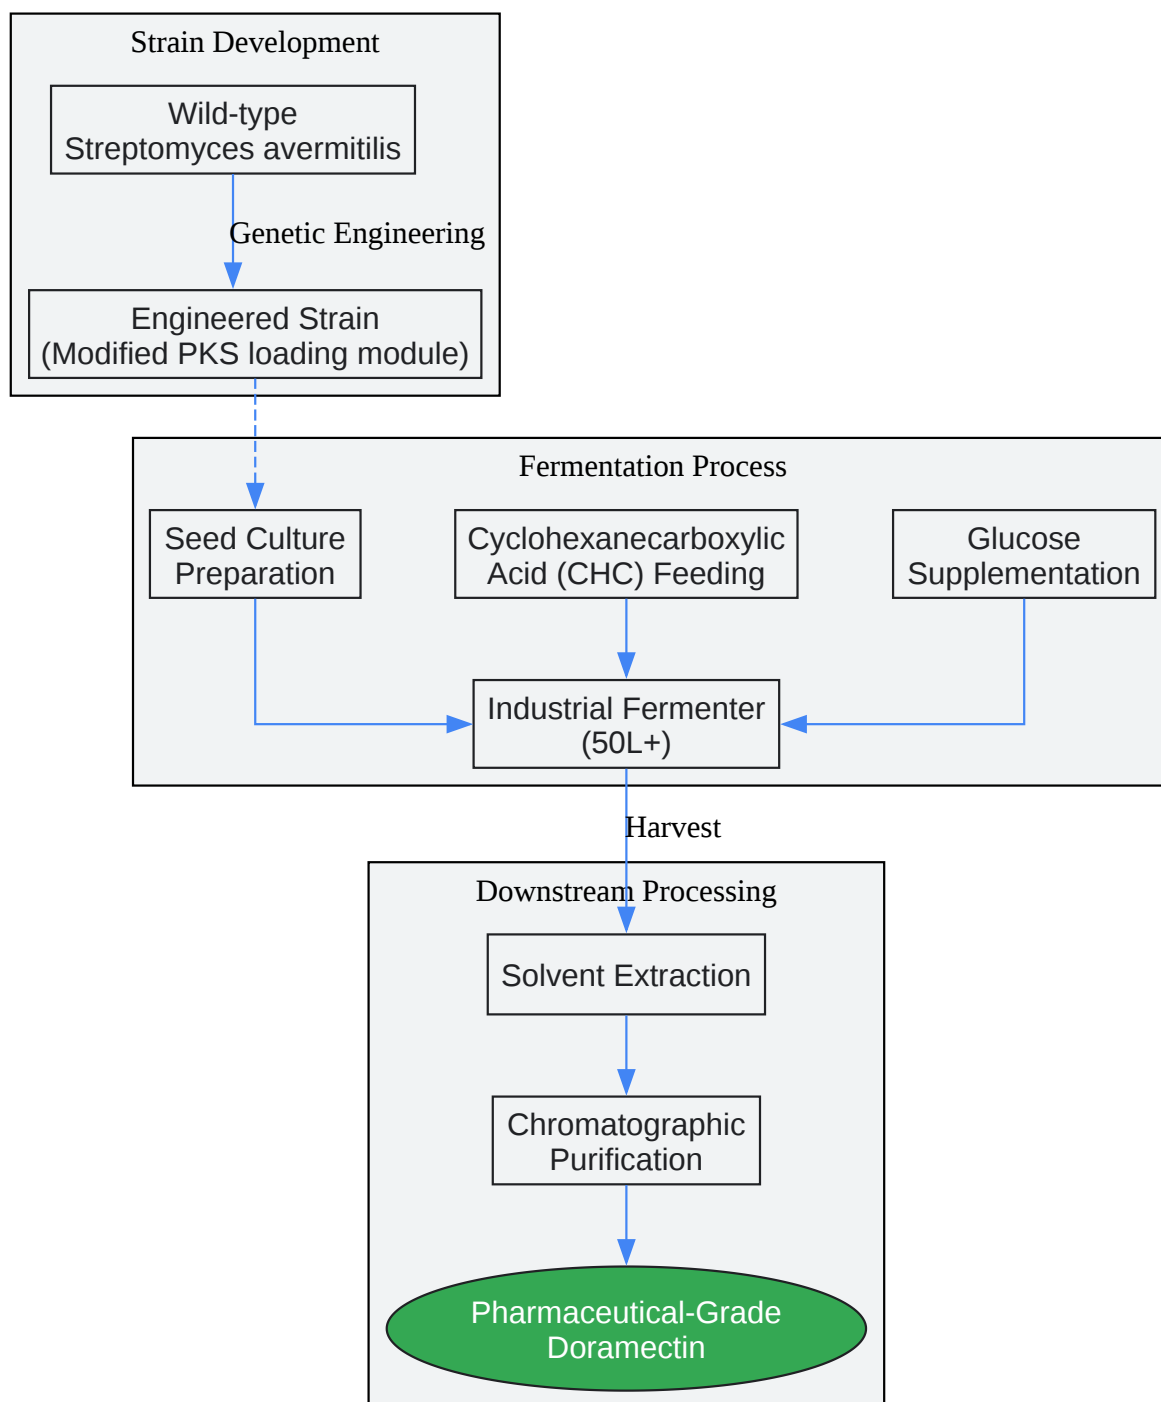 Strain Development
Wild-type
Streptomyces avermitilis
Genetic Engineering
Engineered Strain
(Modified PKS loading module)
Fermentation Process
Seed Culture
Preparation
Cyclohexanecarboxylic
Acid (CHC) Feeding
Glucose
Supplementation
Industrial Fermenter
(50L+)
Harvest
Downstream Processing
Solvent Extraction
Chromatographic
Purification
Pharmaceutical-Grade
Doramectin